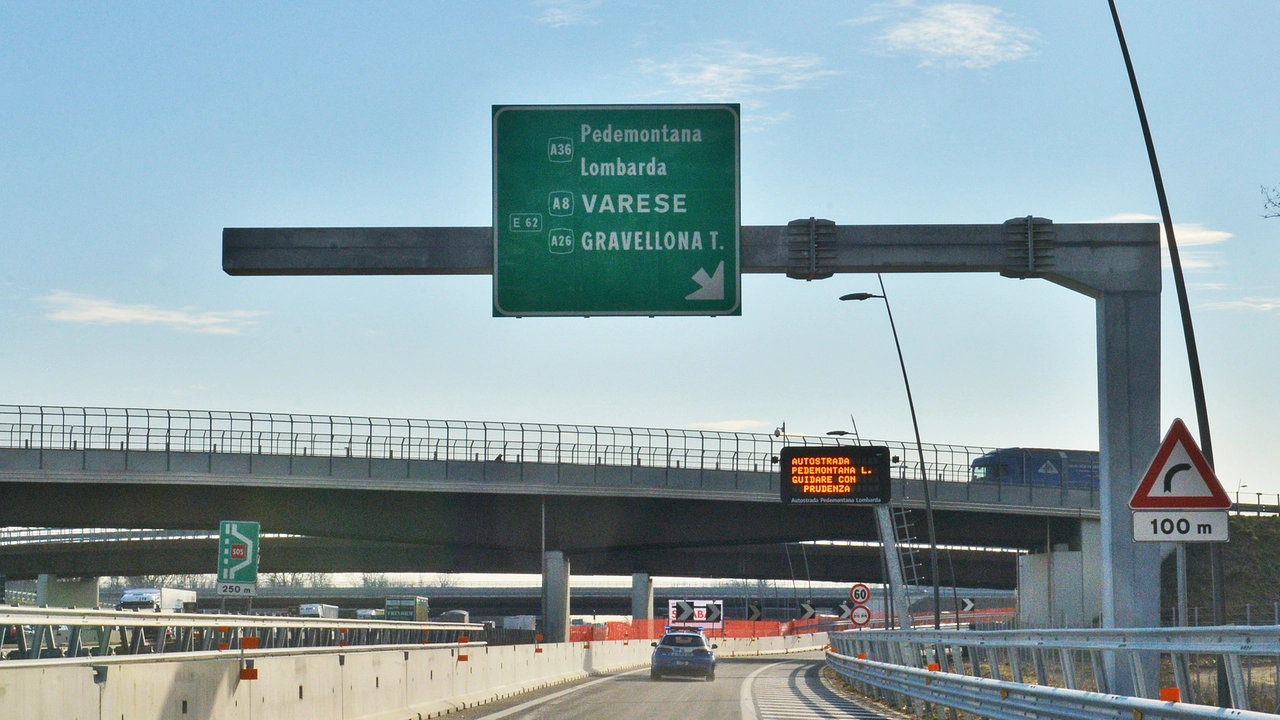 A36
Pedemontana
Lombarda
A8 VARESE
E 62
A26 GRAVELLONA T.
AUTOSTRADA
PEDEMONTANA L.
GUIDARE CON
PRUDENZA
Autostrada Pedemontana Lombarda
100 m
SOS
250 m
60